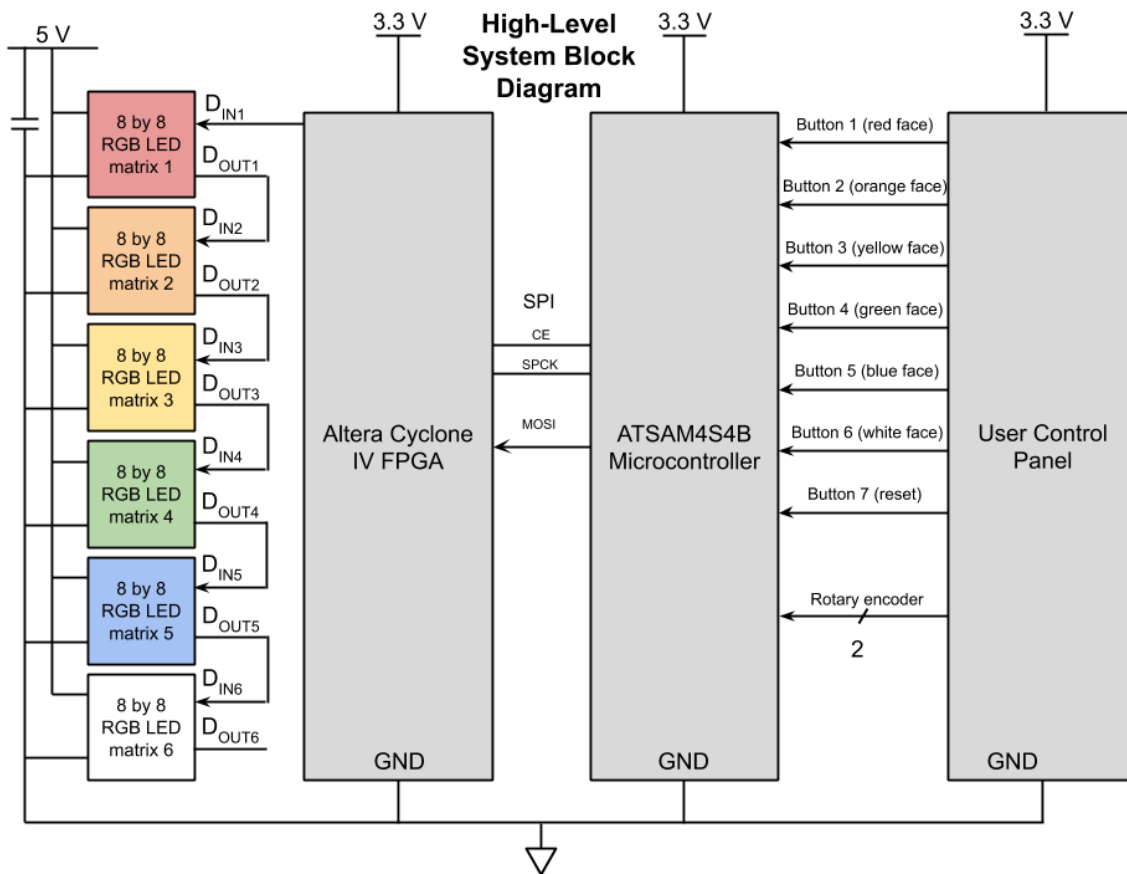 High-Level
System Block
Diagram
5 V
3.3 V
3.3 V
3.3 V
8 by 8
RGB LED
matrix 1
DIN1
DOUT1
8 by 8
RGB LED
matrix 2
DIN2
DOUT2
8 by 8
RGB LED
matrix 3
DIN3
DOUT3
8 by 8
RGB LED
matrix 4
DIN4
DOUT4
8 by 8
RGB LED
matrix 5
DIN5
DOUT5
8 by 8
RGB LED
matrix 6
DIN6
DOUT6
Altera Cyclone
IV FPGA
GND
SPI
CE
SPCK
MOSI
ATSAM4S4B
Microcontroller
GND
Button 1 (red face)
Button 2 (orange face)
Button 3 (yellow face)
Button 4 (green face)
Button 5 (blue face)
Button 6 (white face)
Button 7 (reset)
Rotary encoder
2
User Control
Panel
GND